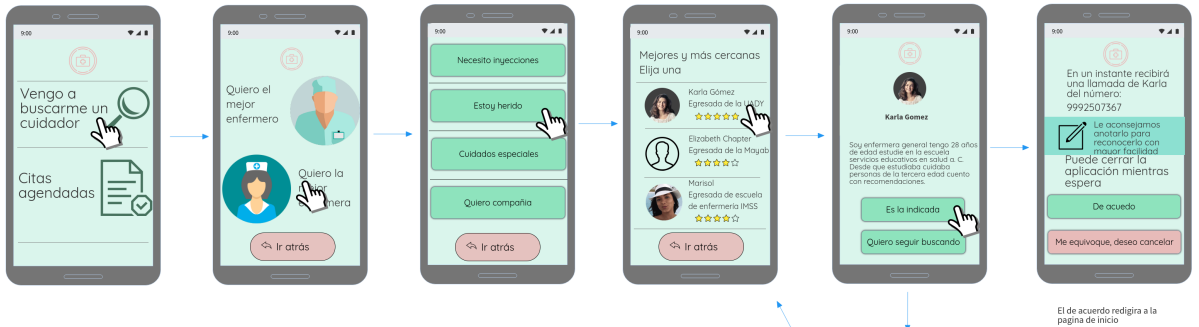 9:00
Vengo a
buscarme un
cuidador
Citas
agendadas
9:00
Quiero el
mejor
enfermero
Quiero la
mejor
enfermera
Ir atrás
9:00
Necesito inyecciones
Estoy herido
Cuidados especiales
Quiero compañia
Ir atrás
9:00
Mejores y más cercanas
Elija una
Karla Gómez
Egresada de la UADY
Elizabeth Chapter
Egresada de la Mayab
Marisol
Egresada de escuela
de enfermería IMSS
Ir atrás
9:00
Karla Gomez
Soy enfermera general tengo 28 años
de edad estudie en la escuela
servicios educativos en salud a. C.
Desde que estudiaba cuidaba
personas de la tercera edad cuento
con recomendaciones.
Es la indicada
Quiero seguir buscando
9:00
En un instante recibirá
una llamada de Karla
del número:
9992507367
Le aconsejamos
anotarlo para
reconocerlo con
mayor facilidad
Puede cerrar la
aplicación mientras
espera
De acuedo
Me equivoque, deseo cancelar
El de acuerdo redigira a la
pagina de inicio